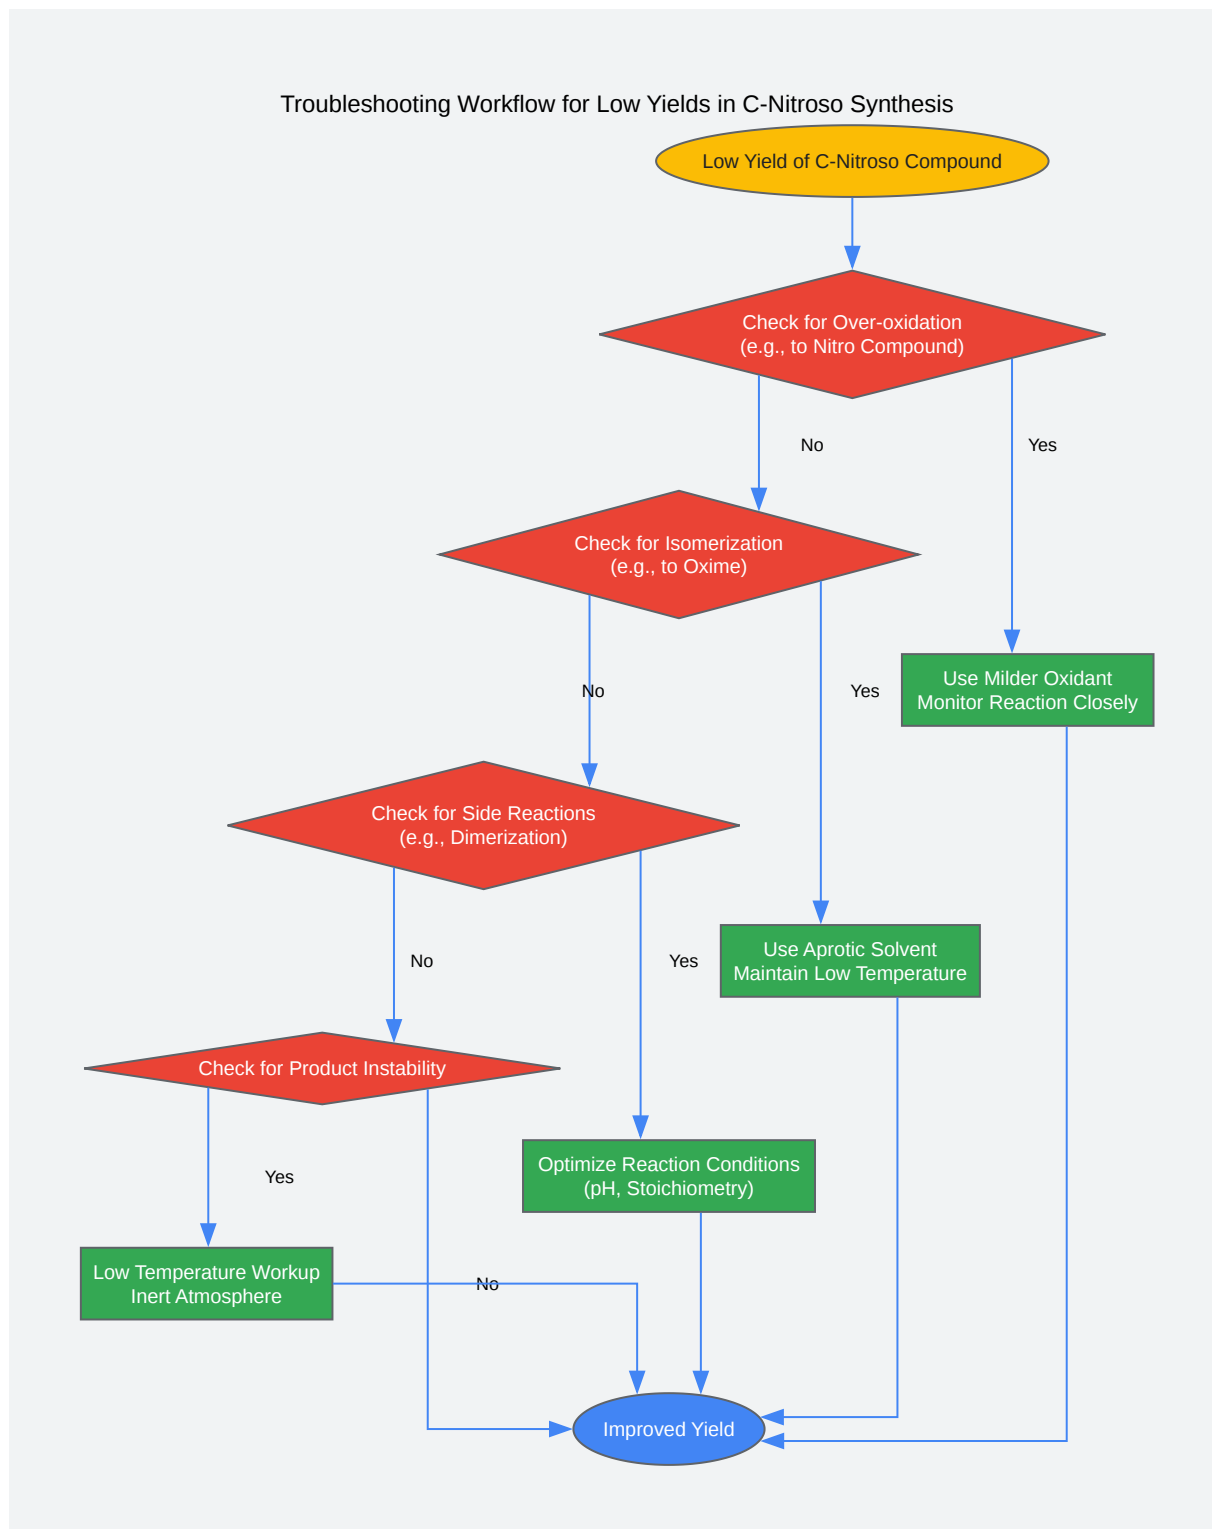 Troubleshooting Workflow for Low Yields in C-Nitroso Synthesis
Low Yield of C-Nitroso Compound
Check for Over-oxidation
(e.g., to Nitro Compound)
No
Yes
Check for Isomerization
(e.g., to Oxime)
No
Yes
Use Milder Oxidant
Monitor Reaction Closely
Check for Side Reactions
(e.g., Dimerization)
No
Yes
Use Aprotic Solvent
Maintain Low Temperature
Check for Product Instability
Yes
Optimize Reaction Conditions
(pH, Stoichiometry)
Low Temperature Workup
Inert Atmosphere
No
Improved Yield